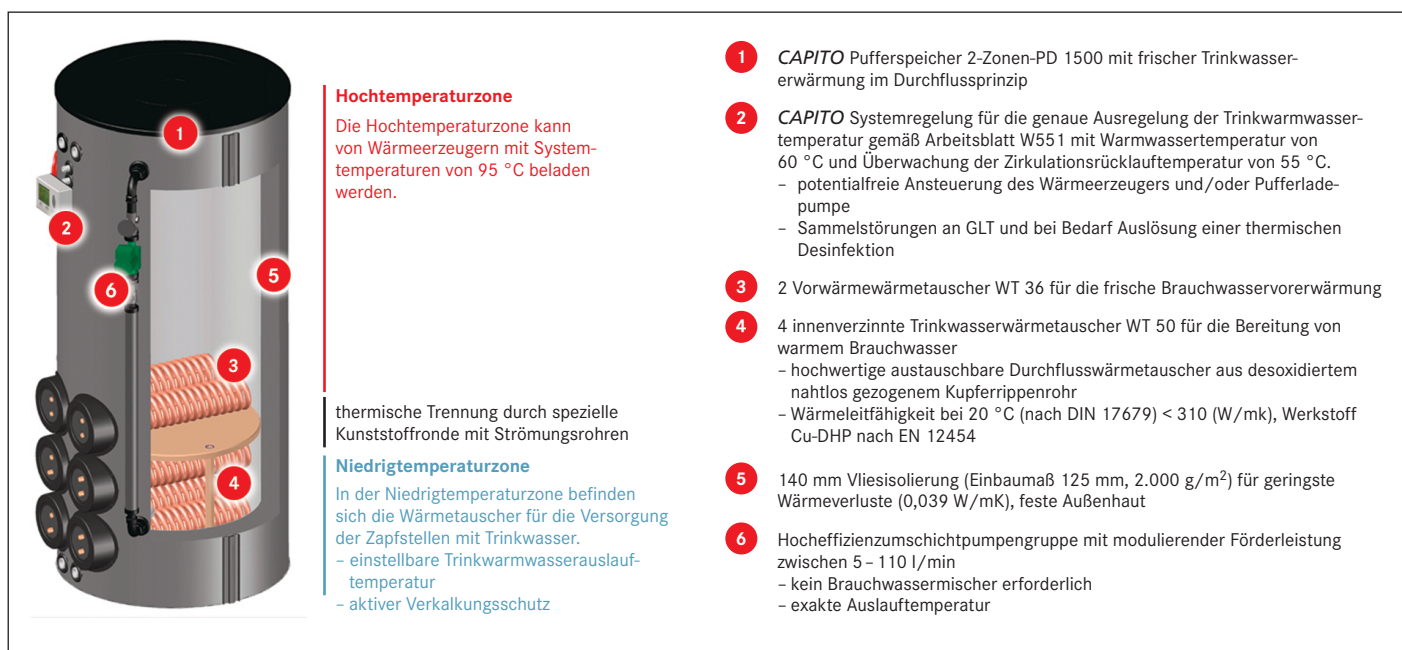 1
2
3
4
5
6
Hochtemperaturzone
Die Hochtemperaturzone kann
von Wärmeerzeugern mit System-
temperaturen von 95 °C beladen
werden.
thermische Trennung durch spezielle
Kunststoffronde mit Strömungsrohren
Niedrigtemperaturzone
In der Niedrigtemperaturzone befinden
sich die Wärmetauscher für die Versorgung
der Zapfstellen mit Trinkwasser.
– einstellbare Trinkwarmwasserauslauf-
temperatur
– aktiver Verkalkungsschutz
1 CAPITO Pufferspeicher 2-Zonen-PD 1500 mit frischer Trinkwasser-
erwärmung im Durchflussprinzip
2 CAPITO Systemregelung für die genaue Ausregelung der Trinkwarmwasser-
temperatur gemäß Arbeitsblatt W551 mit Warmwassertemperatur von
60 °C und Überwachung der Zirkulationsrücklauftemperatur von 55 °C.
– potentialfreie Ansteuerung des Wärmeerzeugers und/oder Pufferlade-
pumpe
– Sammelstörungen an GLT und bei Bedarf Auslösung einer thermischen
Desinfektion
3 2 Vorwärmewärmetauscher WT 36 für die frische Brauchwasservorerwärmung
4 4 innenverzinnte Trinkwasserwärmetauscher WT 50 für die Bereitung von
warmem Brauchwasser
– hochwertige austauschbare Durchflusswärmetauscher aus desoxidiertem
nahtlos gezogenem Kupferrippenrohr
– Wärmeleitfähigkeit bei 20 °C (nach DIN 17679) < 310 (W/mk), Werkstoff
Cu-DHP nach EN 12454
5 140 mm Vliesisolierung (Einbaumaß 125 mm, 2.000 g/m²) für geringste
Wärmeverluste (0,039 W/mK), feste Außenhaut
6 Hocheffizienzumschichtpumpengruppe mit modulierender Förderleistung
zwischen 5 – 110 l/min
– kein Brauchwassermischer erforderlich
– exakte Auslauftemperatur